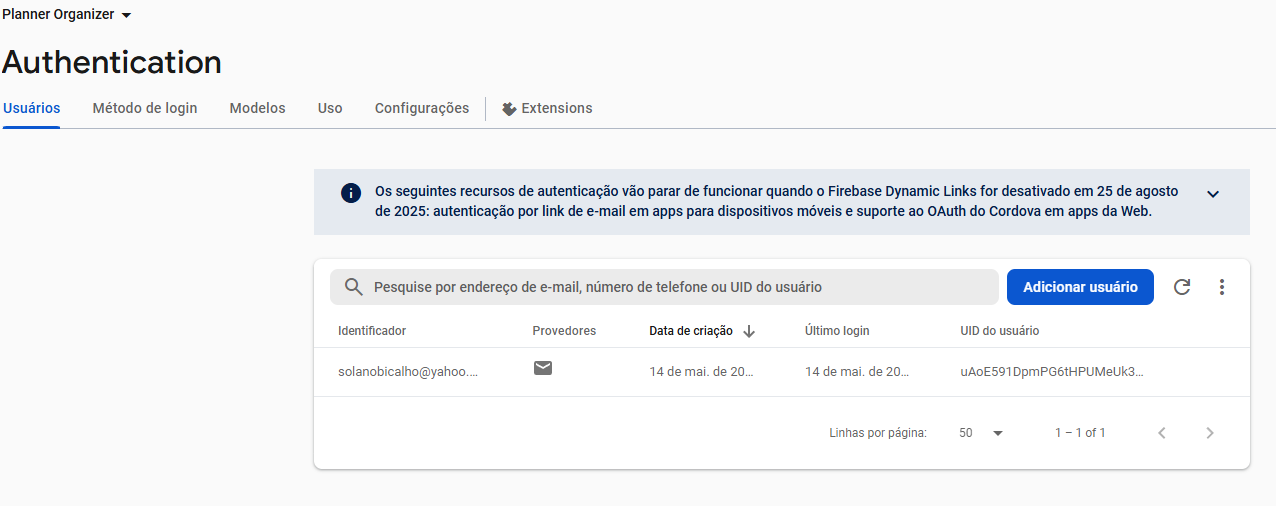 Planner Organizer
Authentication
Usuários Método de login Modelos Uso Configurações Extensions
Os seguintes recursos de autenticação vão parar de funcionar quando o Firebase Dynamic Links for desativado em 25 de agosto
de 2025: autenticação por link de e-mail em apps para dispositivos móveis e suporte ao OAuth do Cordova em apps da Web.
Pesquise por endereço de e-mail, número de telefone ou UID do usuário Adicionar usuário
Identificador Provedores Data de criação Último login UID do usuário
solanobicalho@yahoo.... 14 de mai. de 20... 14 de mai. de 20... uAoE591DpmPG6tHPUMeUk3...
Linhas por página: 50 1 – 1 of 1